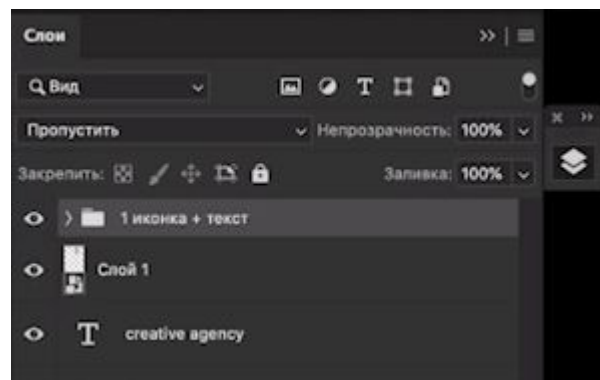 Слои
Вид
Пропустить Непрозрачность: 100%
Закрепить: Заливка: 100%
1 иконка + текст
Слой 1
T creative agency